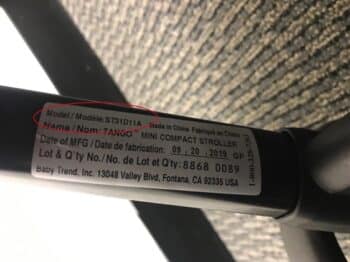 Model / Modèle: ST31D11A Made in China Fabriqué en Chine
Name / Nom: TANGO MINI COMPACT STROLLER
Date of MFG / Date de fabrication: 09 20 2019 GP
Lot & Q'ty No./ No. de Lot et Q'ty: 8868 0089
Baby Trend, Inc. 13048 Valley Blvd, Fontana, CA 92335 USA